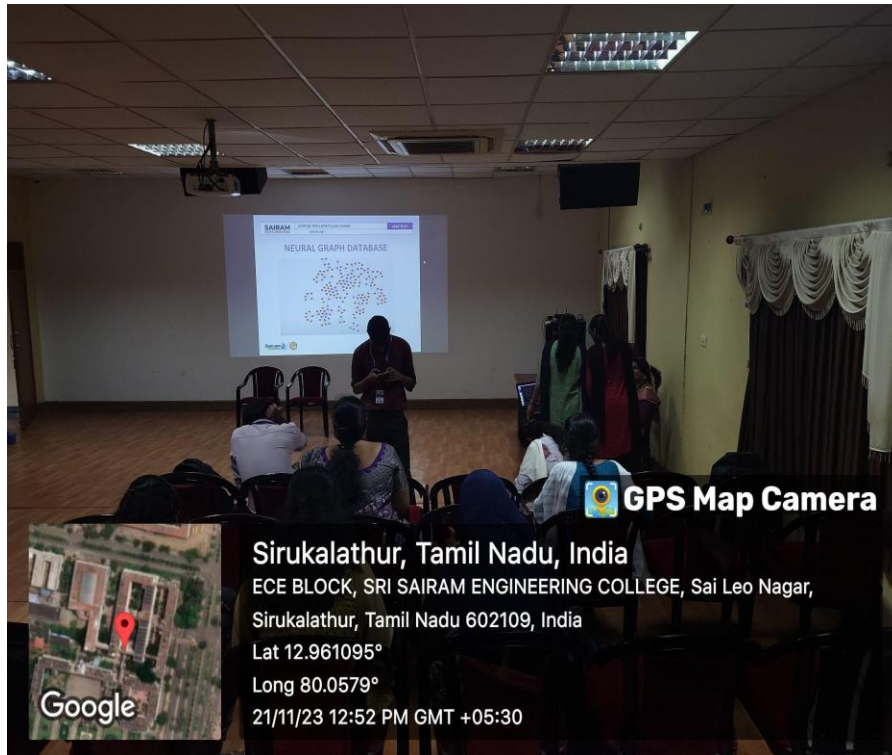 SAIRAM
NEURAL GRAPH DATABASE
Sairam
GPS Map Camera
Sirukalathur, Tamil Nadu, India
ECE BLOCK, SRI SAIRAM ENGINEERING COLLEGE, Sai Leo Nagar,
Sirukalathur, Tamil Nadu 602109, India
Lat 12.961095°
Long 80.0579°
21/11/23 12:52 PM GMT +05:30
Google